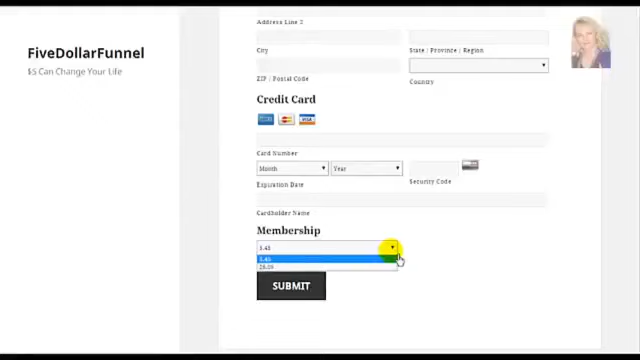 Address Line 2
FiveDollarFunnel
City
State / Province / Region
$5 Can Change Your Life
ZIP / Postal Code
Country
Credit Card
VISA
Card Number
Month
Year
Expiration Date
Security Code
Cardholder Name
Membership
SUBMIT